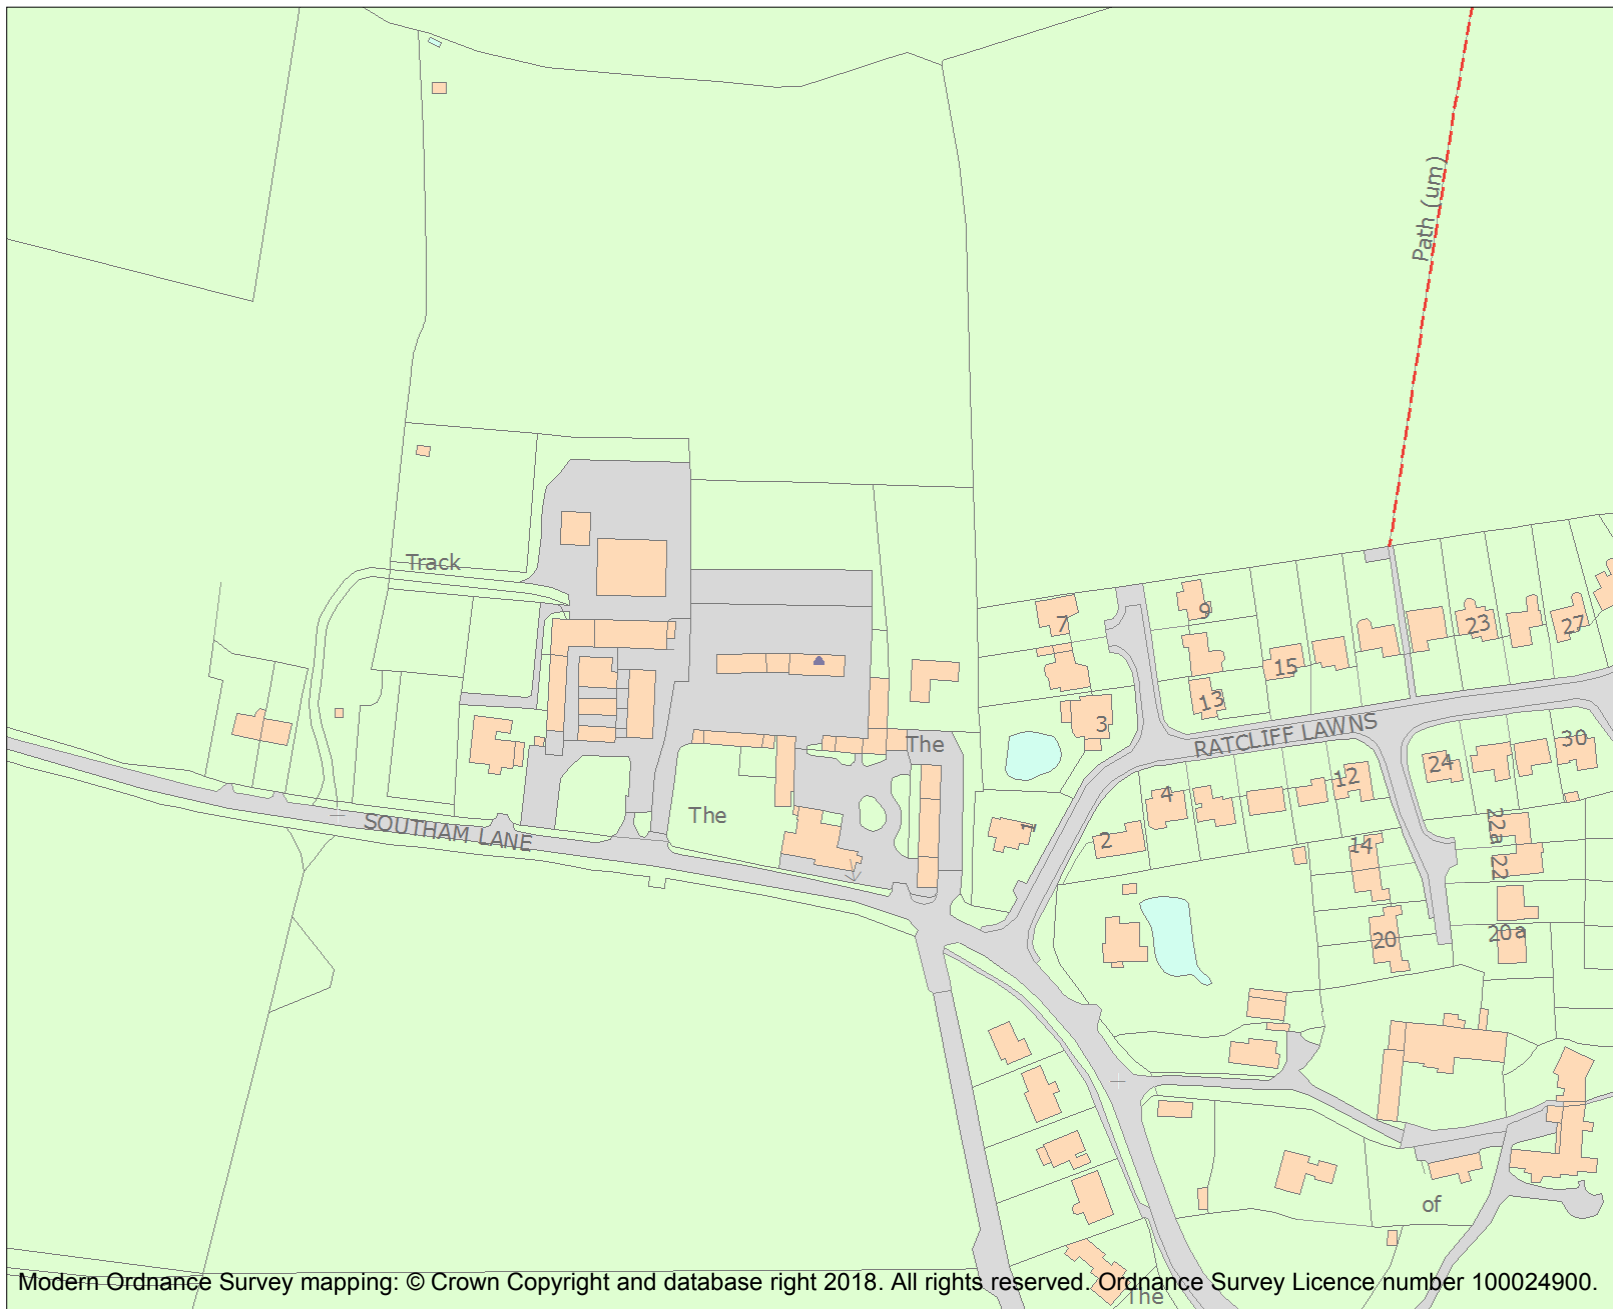 Path (um)
Track
7
9
23
27
15
13
3
RATCLIFF LAWNS
The
30
24
12
4
The
SOUTHAM LANE
1
2
22a
14
22
20
20a
of
Modern Ordnance Survey mapping: © Crown Copyright and database right 2018. All rights reserved. Ordnance Survey Licence number 100024900.
The